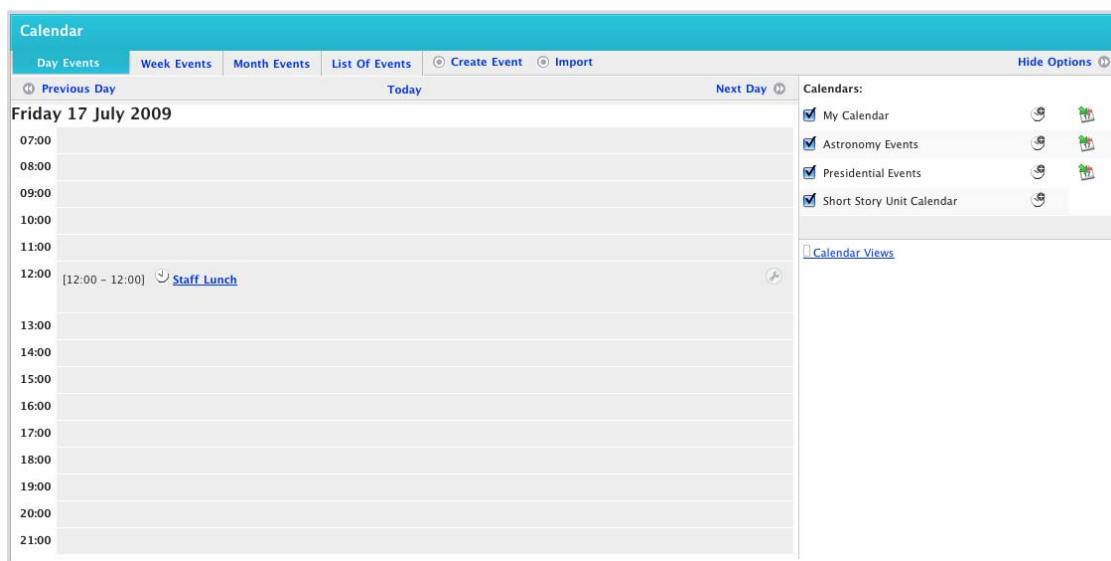 Calendar
Day Events Week Events Month Events List Of Events Create Event Import Hide Options
Previous Day Today Next Day
Friday 17 July 2009
07:00
08:00
09:00
10:00
11:00
12:00 [12:00 - 12:00] Staff Lunch
13:00
14:00
15:00
16:00
17:00
18:00
19:00
20:00
21:00
Calendars:
My Calendar
Astronomy Events
Presidential Events
Short Story Unit Calendar
Calendar Views